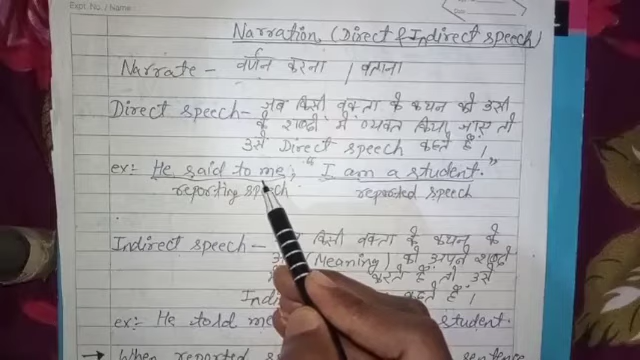 Expt. No. / Name
Narration (Direct & Indirect speech)
Narrate - वर्णन करना / बताना
Direct speech - जब किसी वक्ता के कथन को उसी
के शब्दों में व्यक्त किया जाए तो
उसे Direct speech कहते हैं।
ex:- He said to me, "I am a student."
reporting speech reported speech
Indirect speech - किसी वक्ता के कथन के
(Meaning) को अपने शब्दों
करते हैं तो उसे
Indi कहते हैं।
ex:- He told me student.
→ When reported sentence